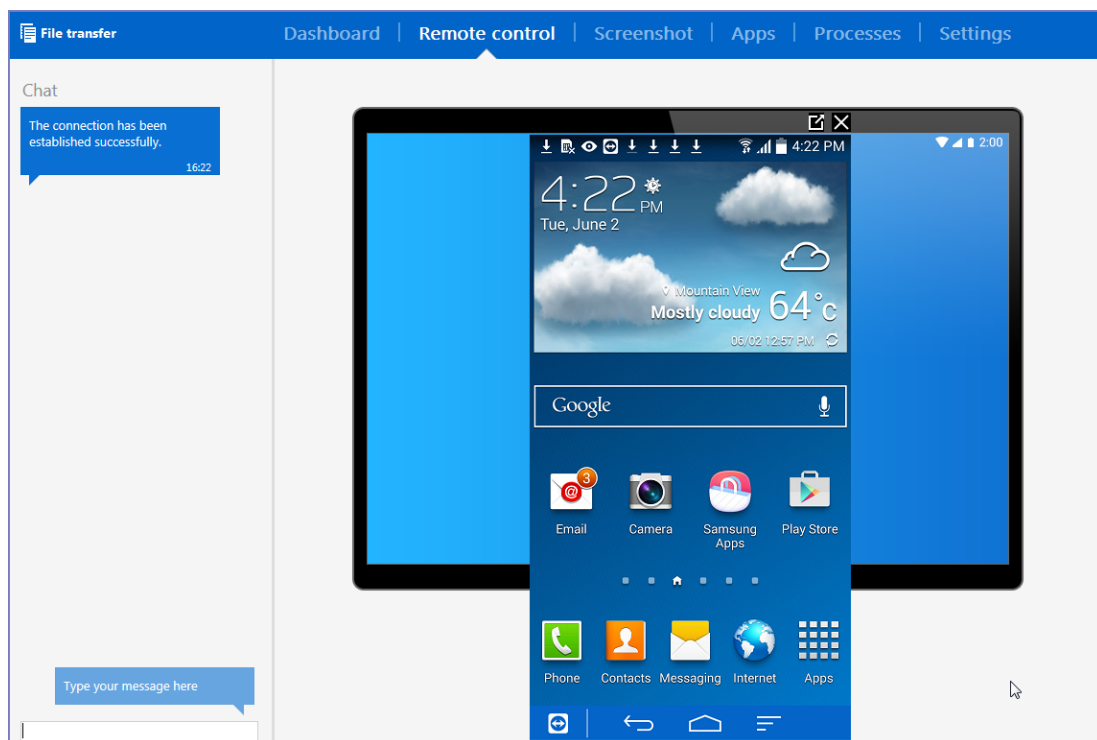 File transfer
Dashboard
Remote control
Screenshot
Apps
Processes
Settings
Chat
The connection has been
established successfully.
16:22
4:22 PM
2:00
4:22 PM
Tue, June 2
Mountain View
Mostly cloudy
64°C
06/02 12:57 PM
Google
3
Email
Camera
Samsung
Apps
Play Store
Phone
Contacts
Messaging
Internet
Apps
Type your message here